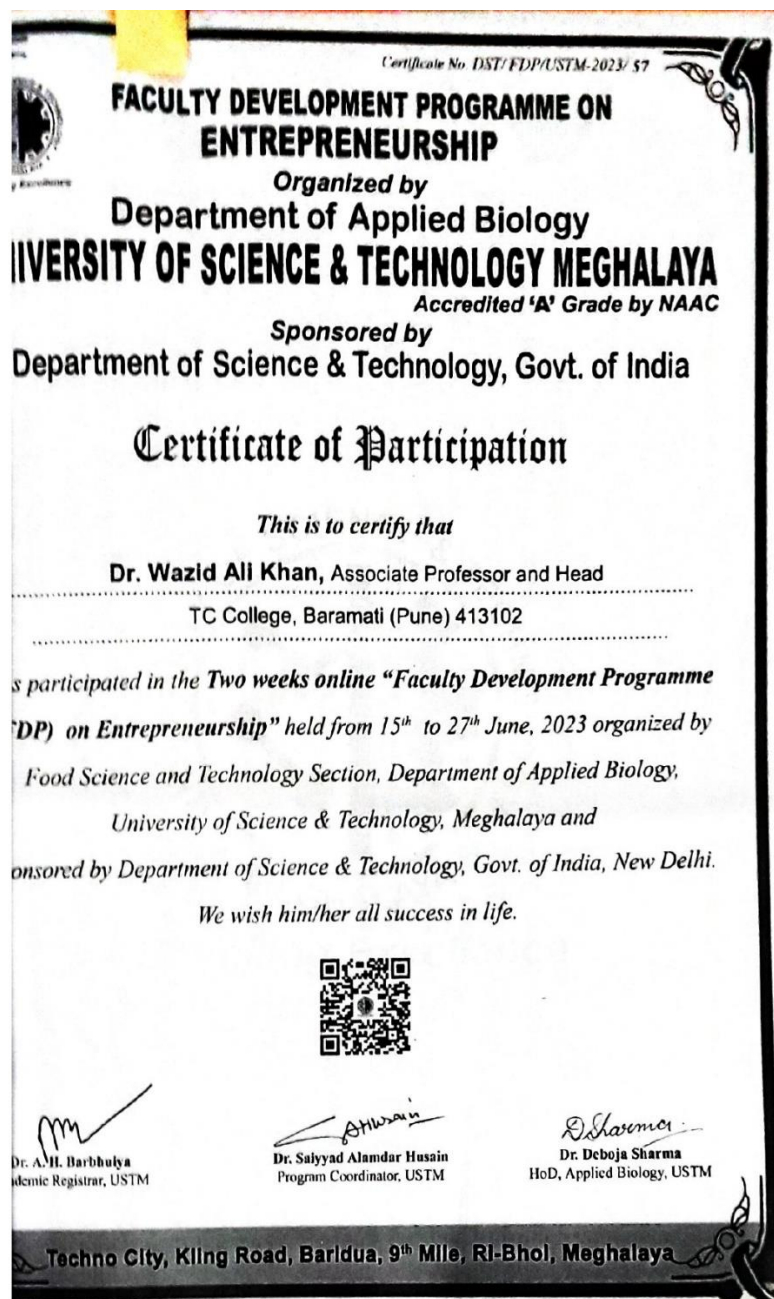 Certificate No. DST/FDP/USTM-2023/ 57
FACULTY DEVELOPMENT PROGRAMME ON
ENTREPRENEURSHIP
Organized by
Department of Applied Biology
IVERSITY OF SCIENCE & TECHNOLOGY MEGHALAYA
Accredited ‘A’ Grade by NAAC
Sponsored by
Department of Science & Technology, Govt. of India
Certificate of Participation
This is to certify that
Dr. Wazid Ali Khan, Associate Professor and Head
TC College, Baramati (Pune) 413102
s participated in the Two weeks online “Faculty Development Programme
DP) on Entrepreneurship” held from 15th to 27th June, 2023 organized by
Food Science and Technology Section, Department of Applied Biology,
University of Science & Technology, Meghalaya and
onsored by Department of Science & Technology, Govt. of India, New Delhi.
We wish him/her all success in life.
AHusain
DSharma
Dr. A. H. Barbhuiya
demic Registrar, USTM
Dr. Saiyyad Alamdar Husain
Program Coordinator, USTM
Dr. Deboja Sharma
HoD, Applied Biology, USTM
Techno City, Kling Road, Baridua, 9th Mile, Ri-Bhoi, Meghalaya